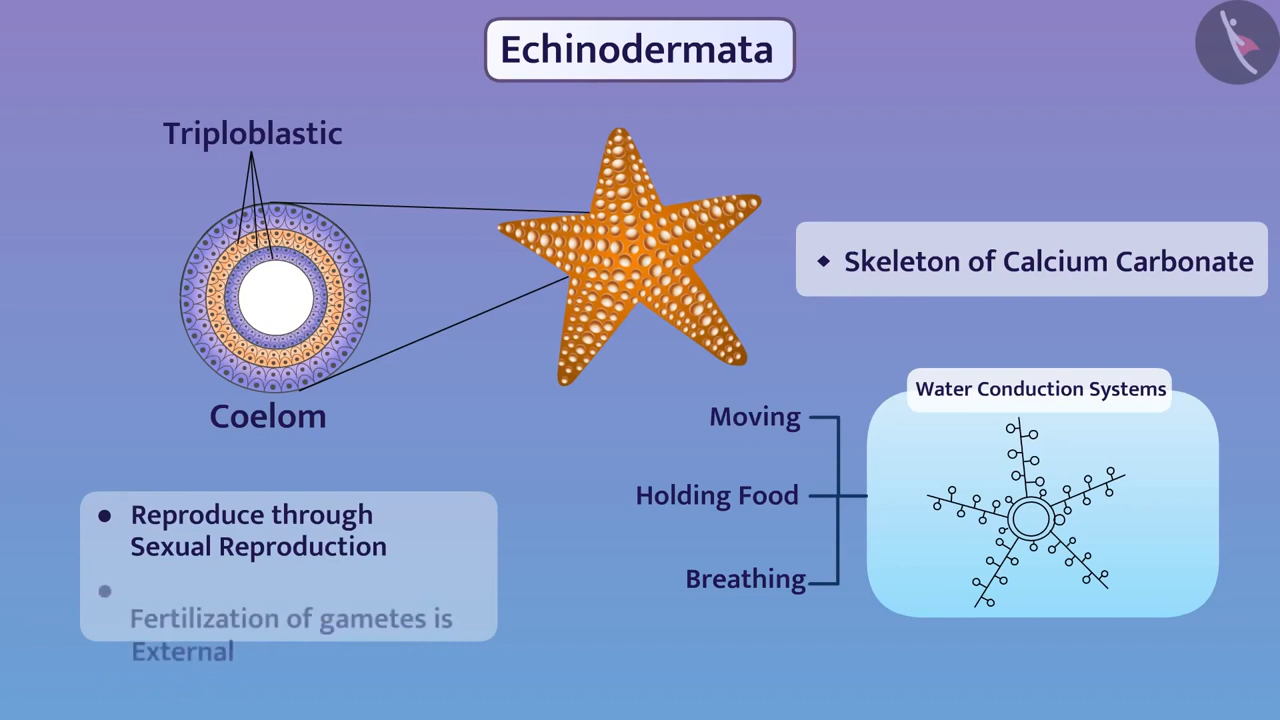 Echinodermata
Triploblastic
Coelom
◆ Skeleton of Calcium Carbonate
Water Conduction Systems
Moving
Holding Food
Breathing
● Reproduce through
Sexual Reproduction
● Fertilization of gametes is
External